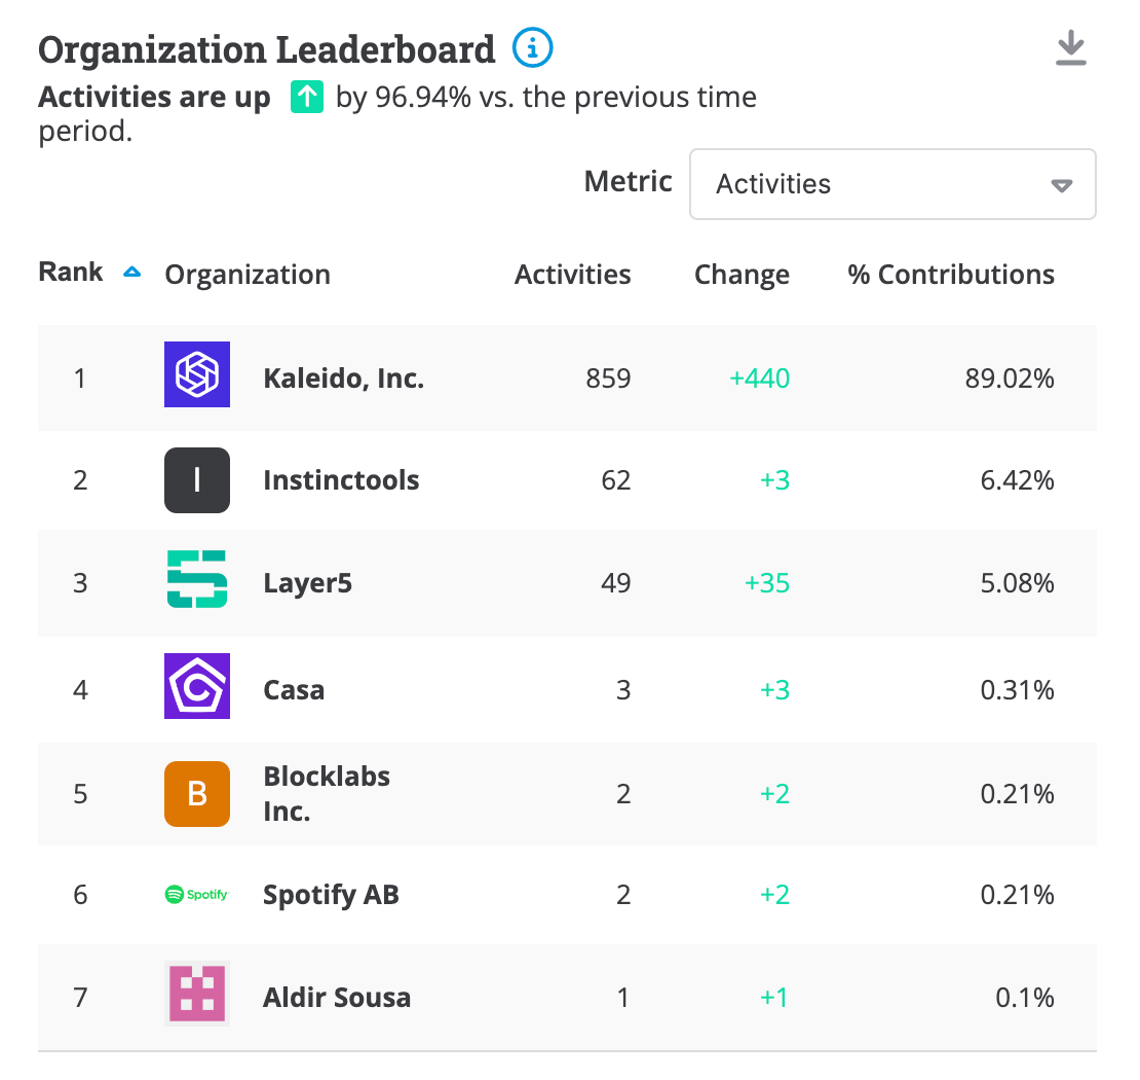 Organization Leaderboard
Activities are up by 96.94% vs. the previous time
period.
Metric Activities
Rank Organization Activities Change % Contributions
1 Kaleido, Inc. 859 +440 89.02%
2 I Instinctools 62 +3 6.42%
3 Layer5 49 +35 5.08%
4 Casa 3 +3 0.31%
5 B Blocklabs Inc. 2 +2 0.21%
6 Spotify Spotify AB 2 +2 0.21%
7 Aldir Sousa 1 +1 0.1%